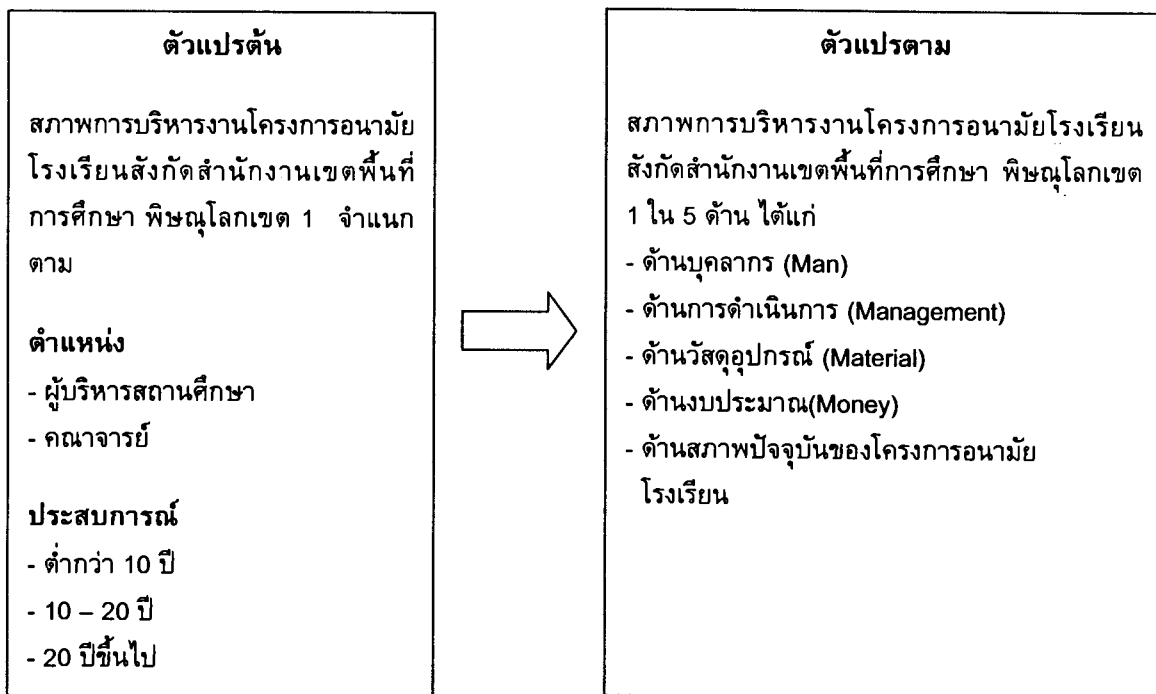 ตัวแปรต้น
สภาพการบริหารงานโครงการอนามัย
โรงเรียนสังกัดสำนักงานเขตพื้นที่
การศึกษา พิษณุโลกเขต 1 จำแนก
ตาม
ตำแหน่ง
- ผู้บริหารสถานศึกษา
- คณาจารย์
ประสบการณ์
- ต่ำกว่า 10 ปี
- 10 – 20 ปี
- 20 ปีขึ้นไป
ตัวแปรตาม
สภาพการบริหารงานโครงการอนามัยโรงเรียน
สังกัดสำนักงานเขตพื้นที่การศึกษา พิษณุโลกเขต
1 ใน 5 ด้าน ได้แก่
- ด้านบุคลากร (Man)
- ด้านการดำเนินการ (Management)
- ด้านวัสดุอุปกรณ์ (Material)
- ด้านงบประมาณ(Money)
- ด้านสภาพปัจจุบันของโครงการอนามัย
โรงเรียน